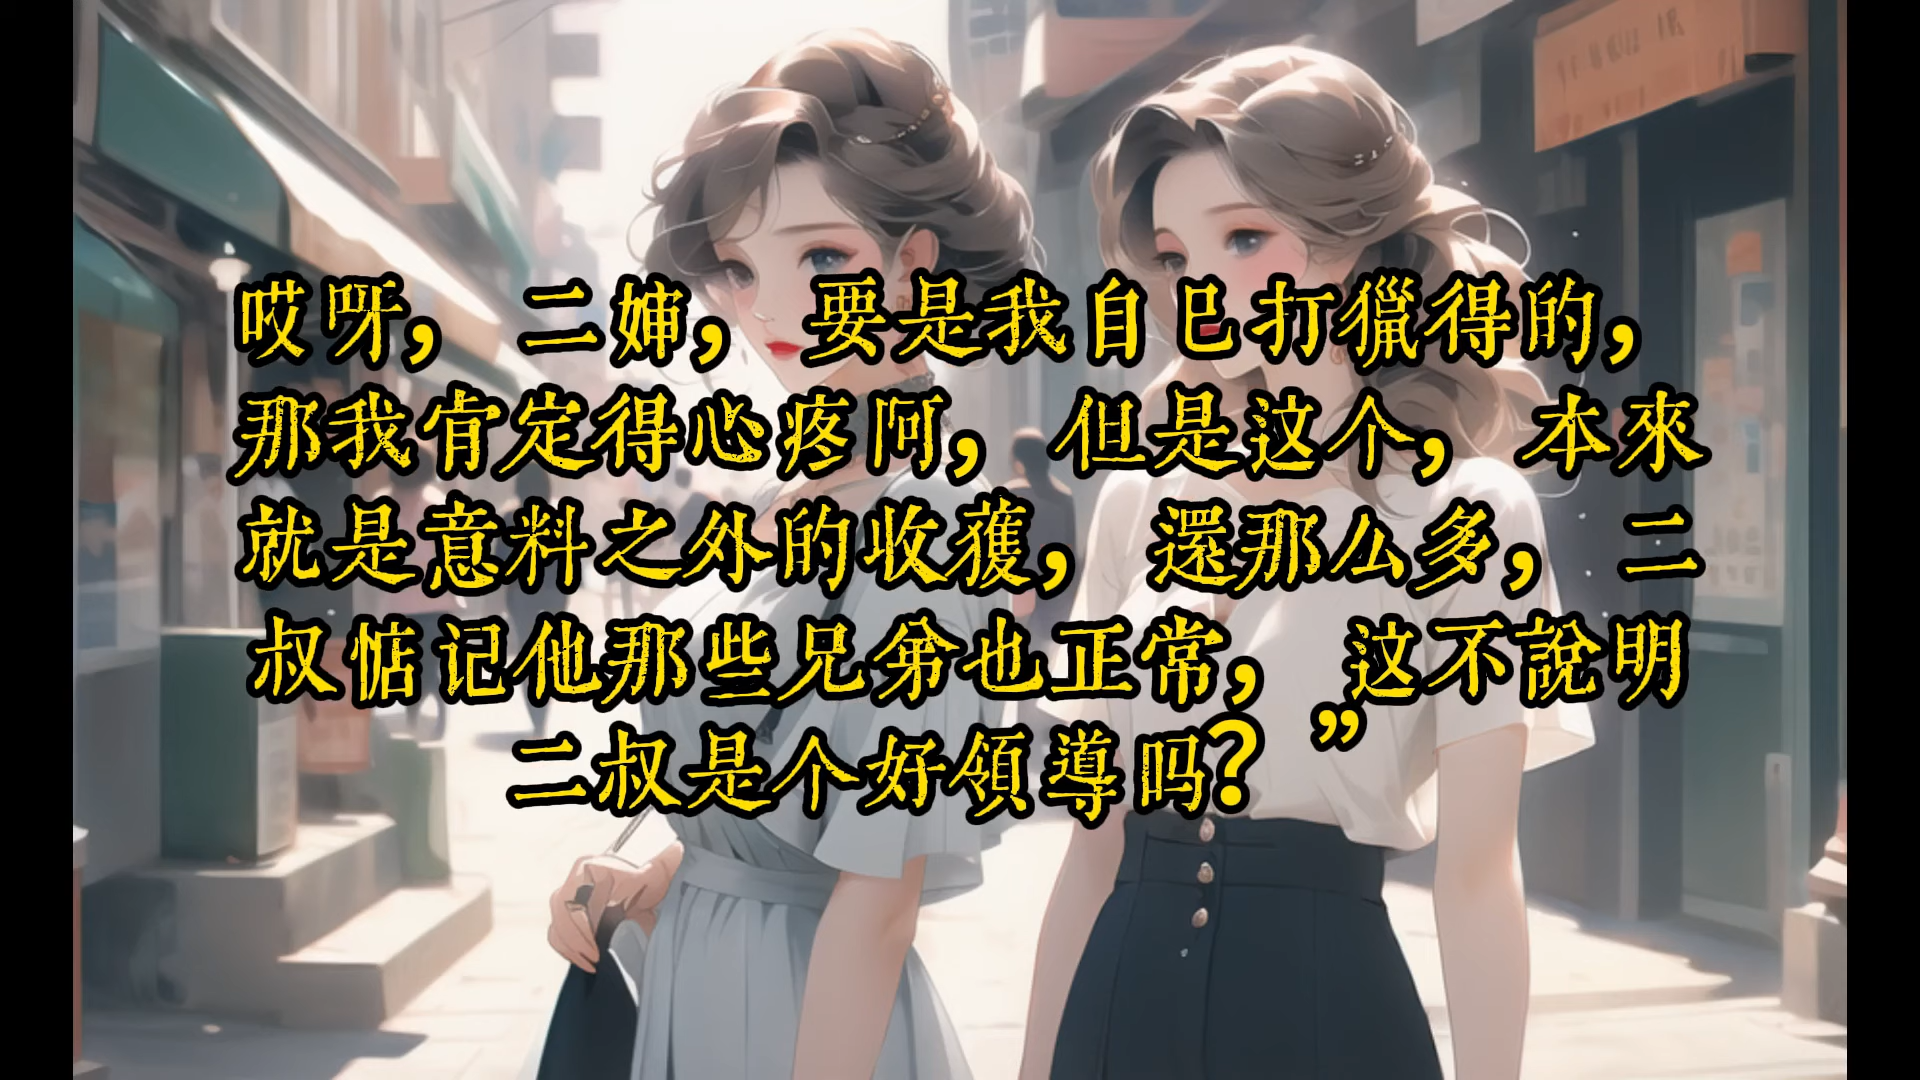 哎呀，二婶，要是我自已打獵得的，
那我肯定得心疼阿，但是这个，本來
就是意料之外的收獲，還那么多，二
叔惦记他那些兄弟也正常，这不說明
二叔是个好領導吗？”